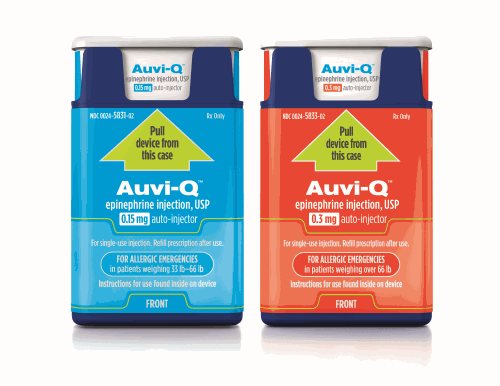 Auvi-Q™
epinephrine injection, USP
0.15 mg auto-injector
NDC 0024-5831-02 Rx Only
Pull
device from
this case
Auvi-Q™
epinephrine injection, USP
0.15 mg auto-injector
For single-use injection. Refill prescription after use.
FOR ALLERGIC EMERGENCIES
in patients weighing 33 lb–66 lb
Instructions for use found inside on device
FRONT
Auvi-Q™
epinephrine injection, USP
0.3 mg auto-injector
NDC 0024-5833-02 Rx Only
Pull
device from
this case
Auvi-Q™
epinephrine injection, USP
0.3 mg auto-injector
For single-use injection. Refill prescription after use.
FOR ALLERGIC EMERGENCIES
in patients weighing over 66 lb
Instructions for use found inside on device
FRONT